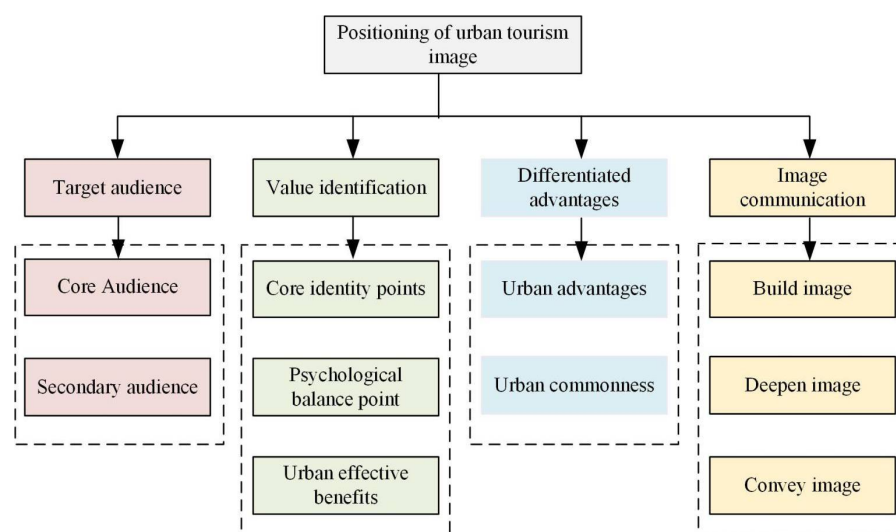 Positioning of urban tourism
image
Target audience
Value identification
Differentiated
advantages
Image
communication
Core Audience
Core identity points
Urban advantages
Build image
Secondary audience
Psychological
balance point
Urban commonness
Deepen image
Urban effective
benefits
Convey image